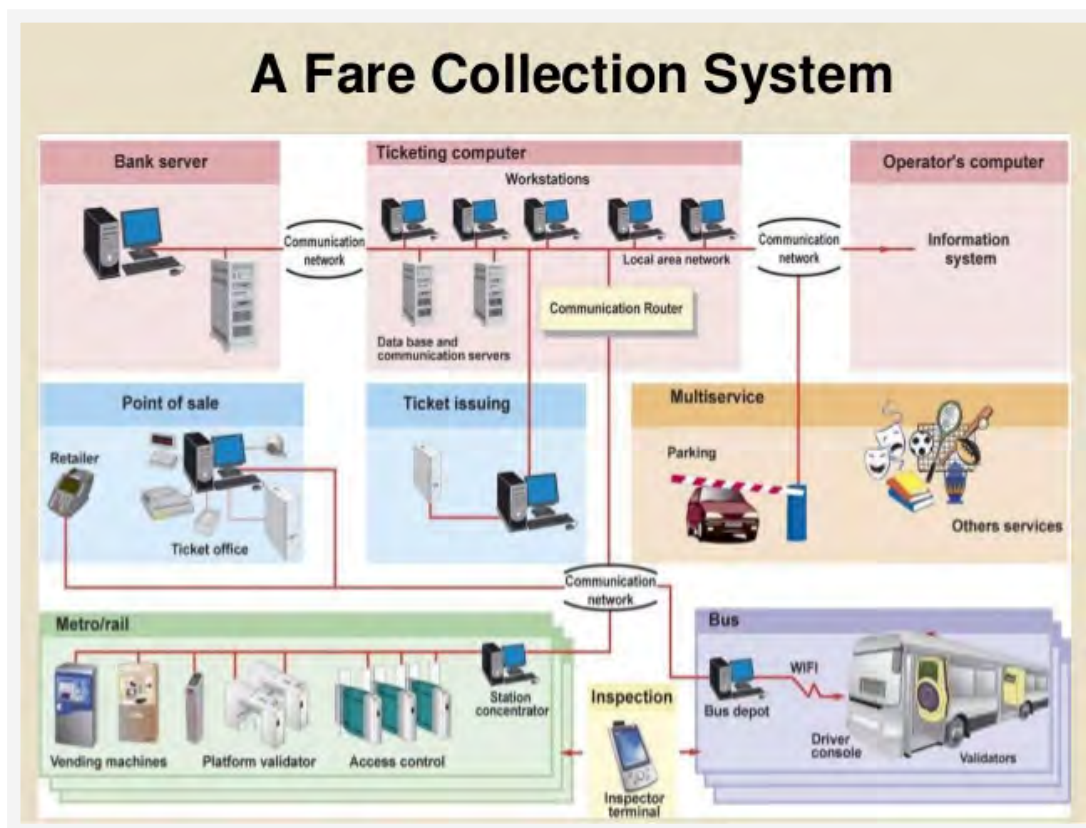 A Fare Collection System
Bank server
Ticketing computer
Workstations
Operator's computer
Communication
network
Local area network
Communication
network
Information
system
Communication Router
Data base and
communication servers
Point of sale
Retailer
Ticket office
Ticket issuing
Multiservice
Parking
Others services
Communication
network
Metro/rail
Vending machines
Platform validator
Access control
Station
concentrator
Inspection
Inspector
terminal
Bus
Bus depot
WIFI
Driver
console
Validators